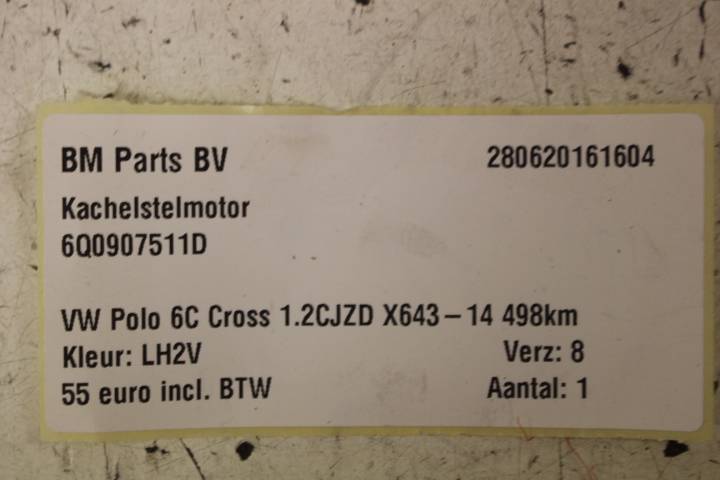 BM Parts BV 280620161604
Kachelstelmotor
6Q0907511D
VW Polo 6C Cross 1.2CJZD X643-14 498km
Kleur: LH2V Verz: 8
55 euro incl. BTW Aantal: 1